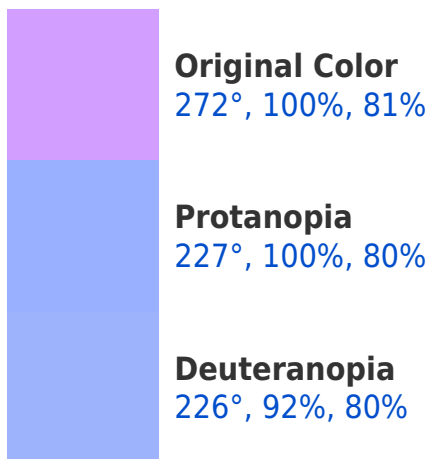 Original Color
272°, 100%, 81%
Protanopia
227°, 100%, 80%
Deuteranopia
226°, 92%, 80%